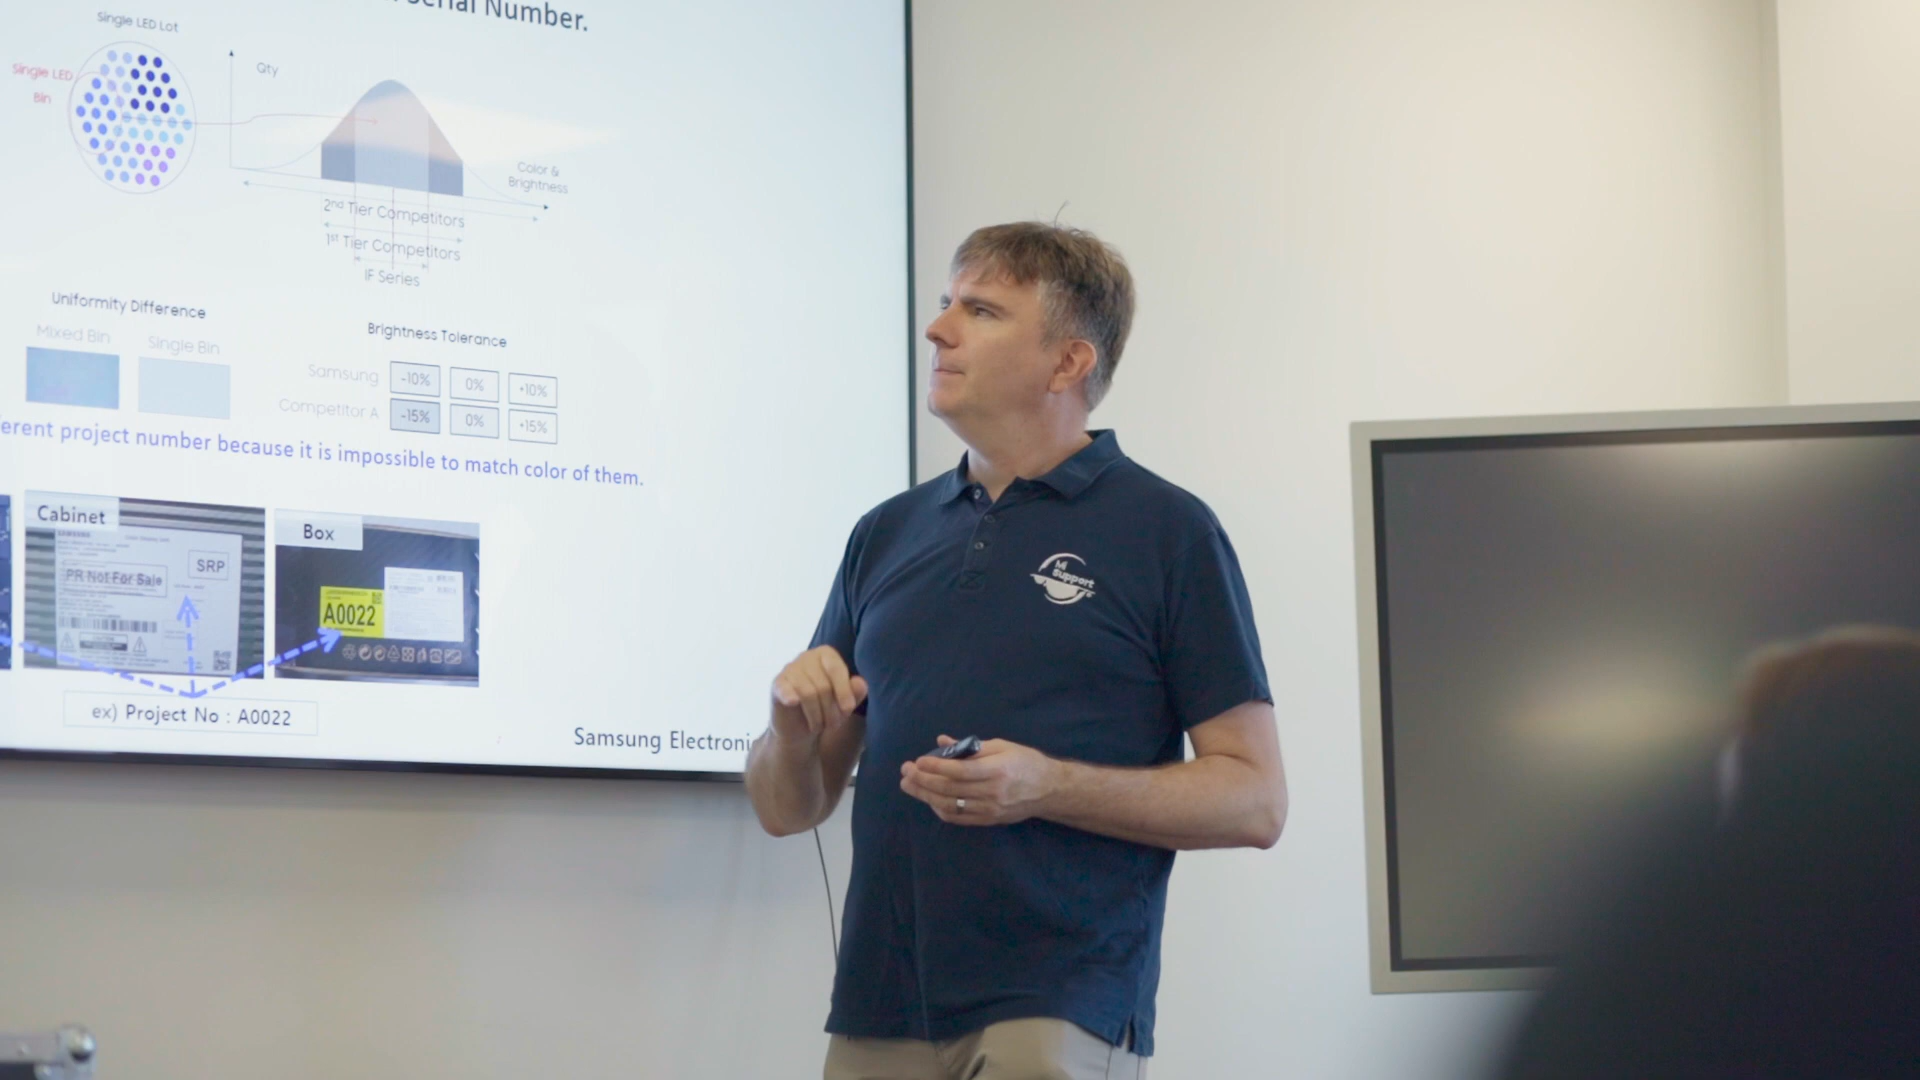 Serial Number.
Single LED Lot
Single LED
Bin
Qty
Color &
Brightness
2nd Tier Competitors
1st Tier Competitors
IF Series
Uniformity Difference
Mixed Bin
Single Bin
Brightness Tolerance
Samsung
-10%
0%
+10%
Competitor A
-15%
0%
+15%
erent project number because it is impossible to match color of them.
Cabinet
SRP
PR Not For Sale
Box
A0022
ex) Project No : A0022
Samsung Electroni
Mi
Support